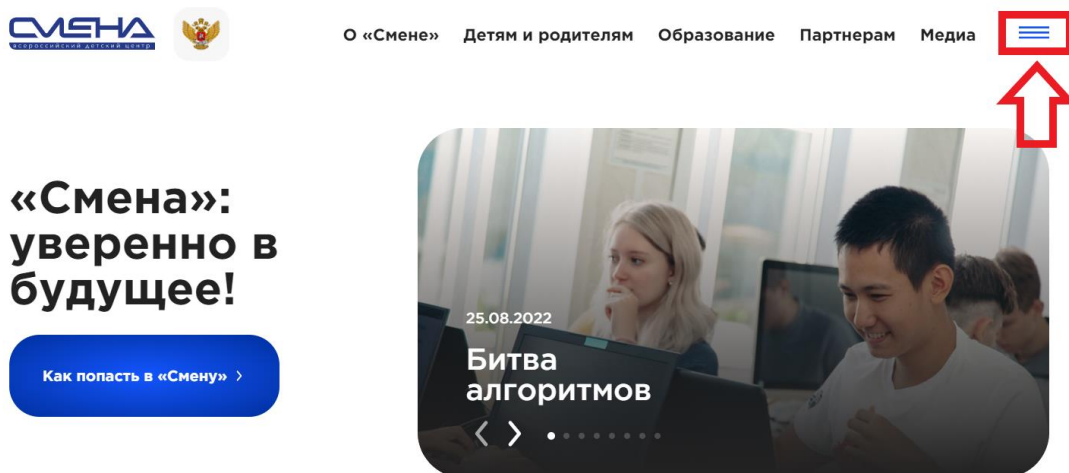 СМЕНА
всероссийский детский центр
О «Смене» Детям и родителям Образование Партнерам Медиа
«Смена»:
уверенно в
будущее!
Как попасть в «Смену» >
25.08.2022
Битва
алгоритмов